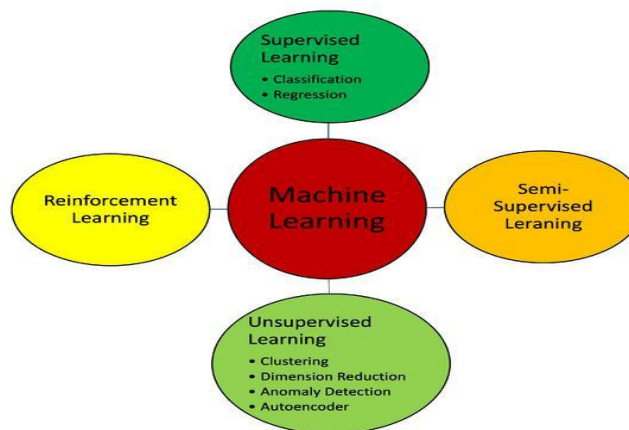 Supervised
Learning
• Classification
• Regression
Reinforcement
Learning
Machine
Learning
Semi-
Supervised
Leraning
Unsupervised
Learning
• Clustering
• Dimension Reduction
• Anomaly Detection
• Autoencoder